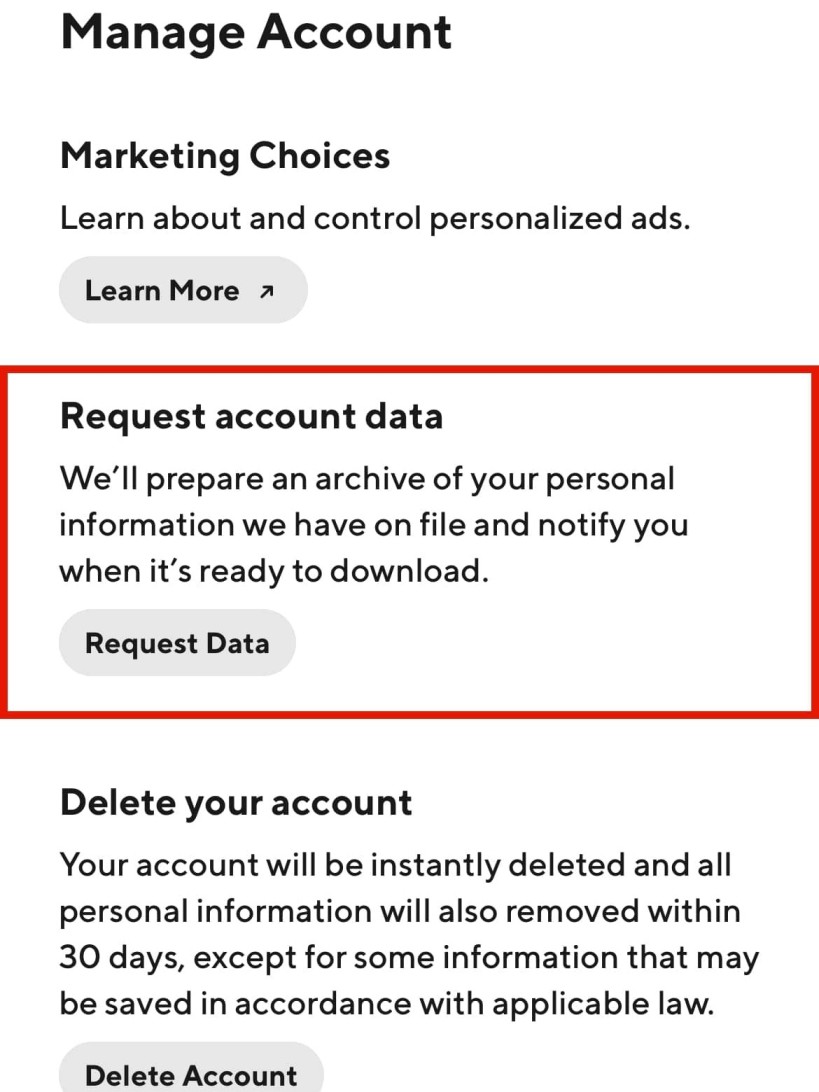 Manage Account
Marketing Choices
Learn about and control personalized ads.
Learn More ↗
Request account data
We’ll prepare an archive of your personal
information we have on file and notify you
when it’s ready to download.
Request Data
Delete your account
Your account will be instantly deleted and all
personal information will also removed within
30 days, except for some information that may
be saved in accordance with applicable law.
Delete Account